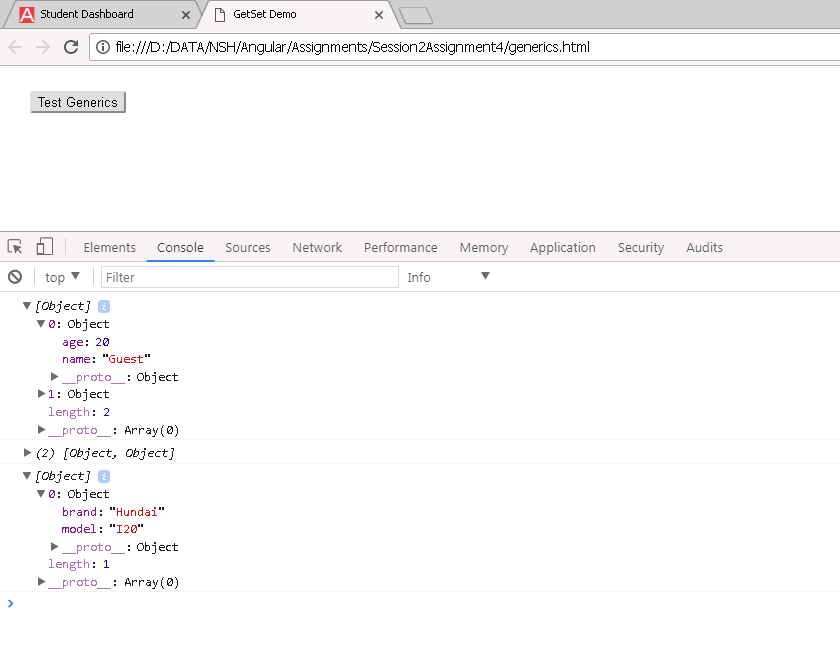 Student Dashboard GetSet Demo
file:///D:/DATA/NSH/Angular/Assignments/Session2Assignment4/generics.html
Test Generics
Elements Console Sources Network Performance Memory Application Security Audits
top Filter Info
[Object] i
0: Object
age: 20
name: "Guest"
__proto__: Object
1: Object
length: 2
__proto__: Array(0)
(2) [Object, Object]
[Object] i
0: Object
brand: "Hundai"
model: "I20"
__proto__: Object
length: 1
__proto__: Array(0)